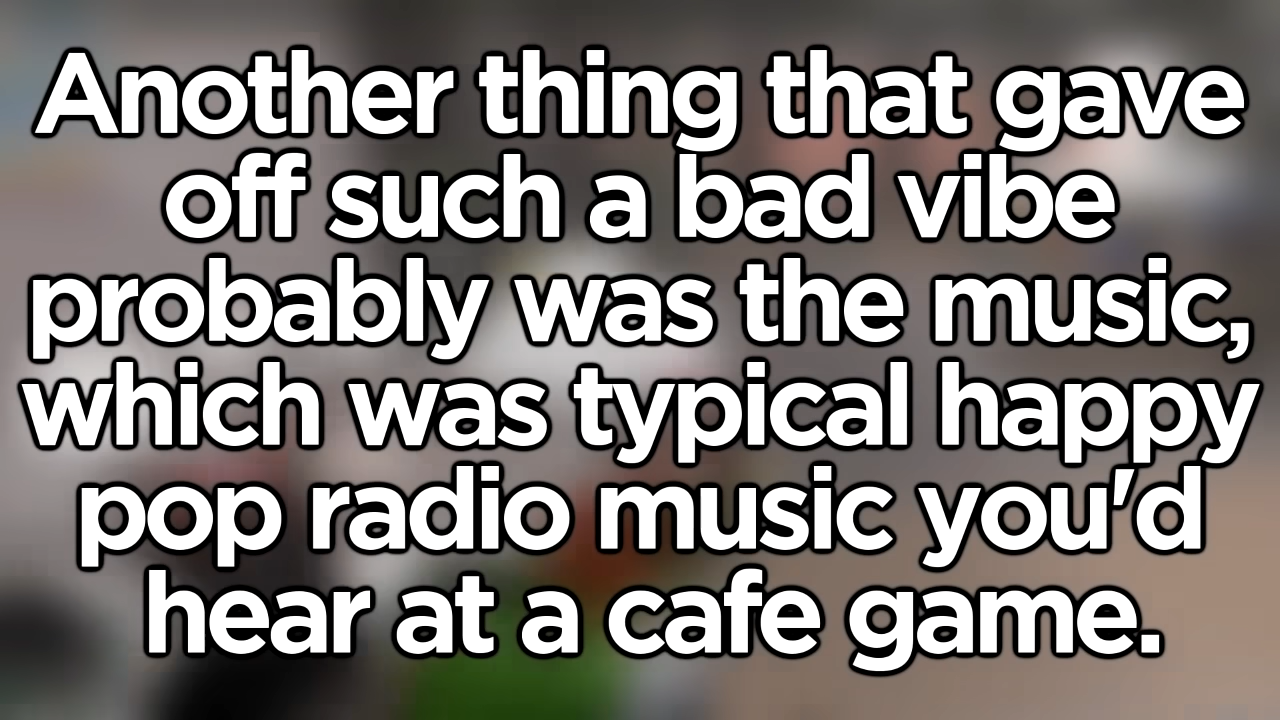 Another thing that gave
off such a bad vibe
probably was the music,
which was typical happy
pop radio music you'd
hear at a cafe game.